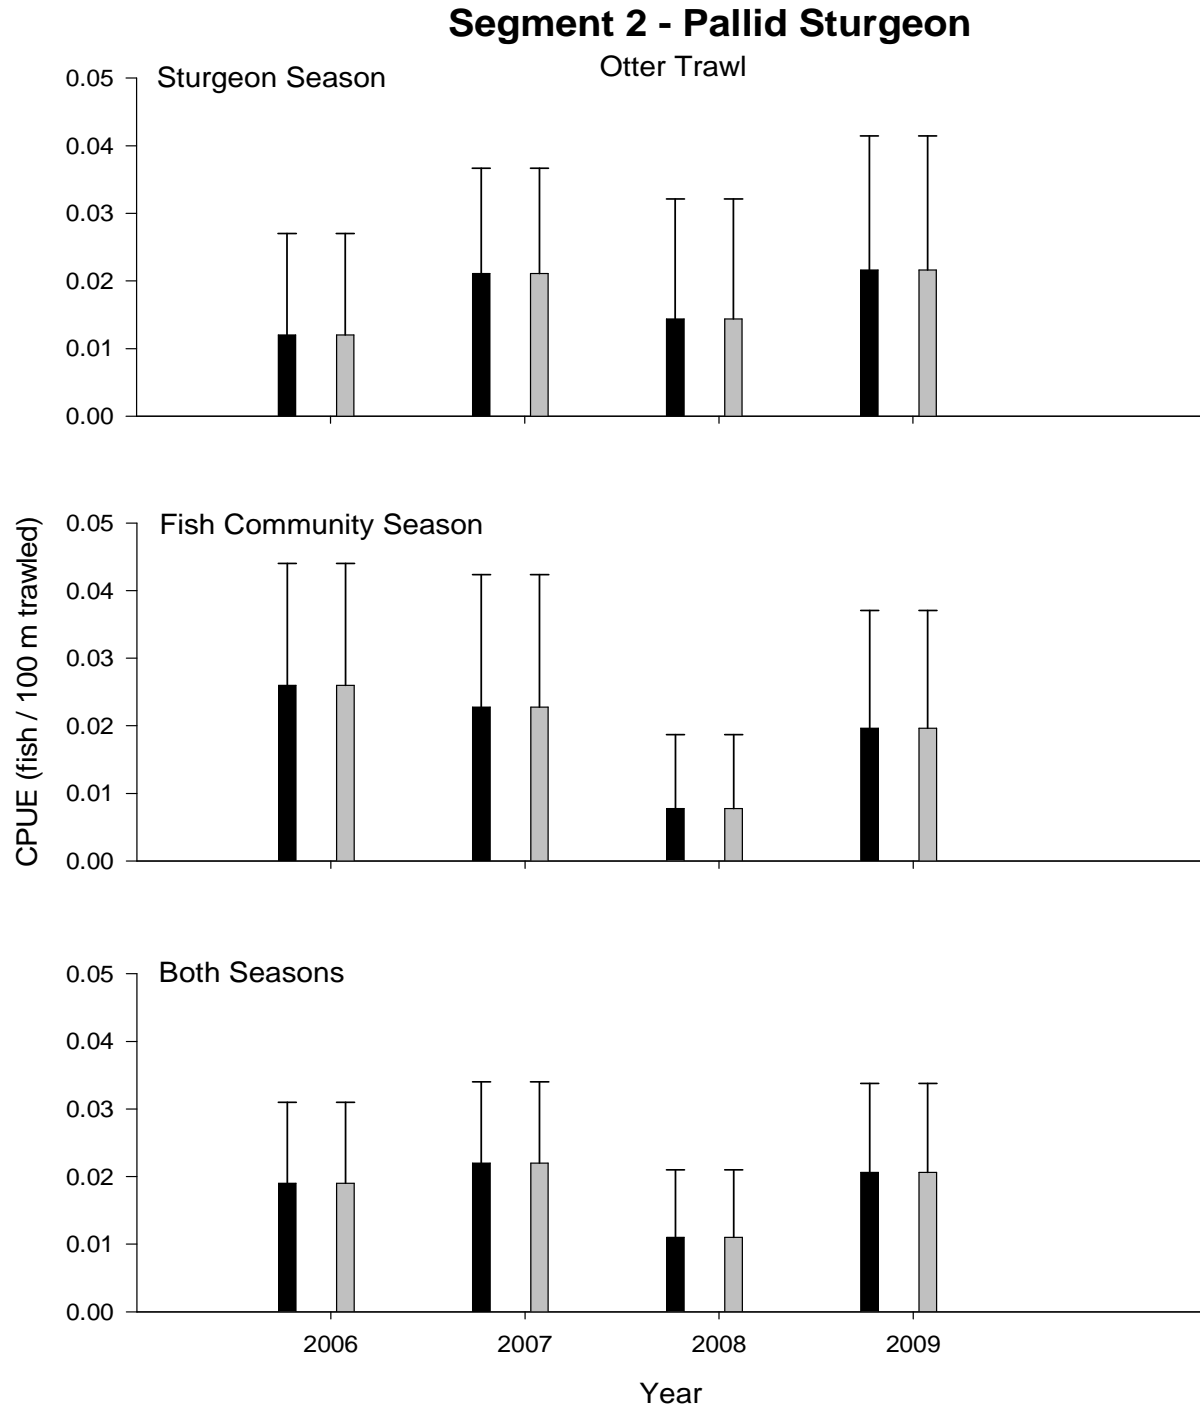 Segment 2 - Pallid Sturgeon
Otter Trawl
Sturgeon Season
0.05
0.04
0.03
0.02
0.01
0.00
Fish Community Season
0.05
0.04
0.03
0.02
0.01
0.00
CPUE (fish / 100 m trawled)
Both Seasons
0.05
0.04
0.03
0.02
0.01
0.00
2006 2007 2008 2009
Year